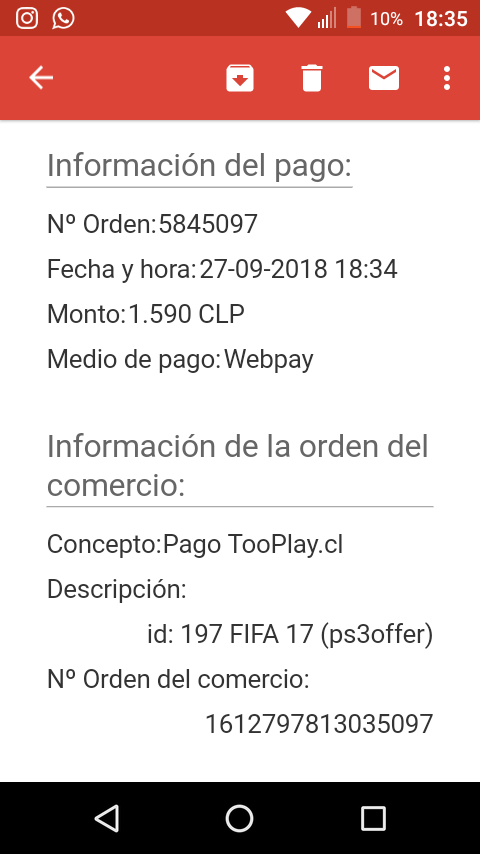 10% 18:35
Información del pago:
Nº Orden:5845097
Fecha y hora:27-09-2018 18:34
Monto:1.590 CLP
Medio de pago:Webpay
Información de la orden del
comercio:
Concepto:Pago TooPlay.cl
Descripción:
id: 197 FIFA 17 (ps3offer)
Nº Orden del comercio:
1612797813035097